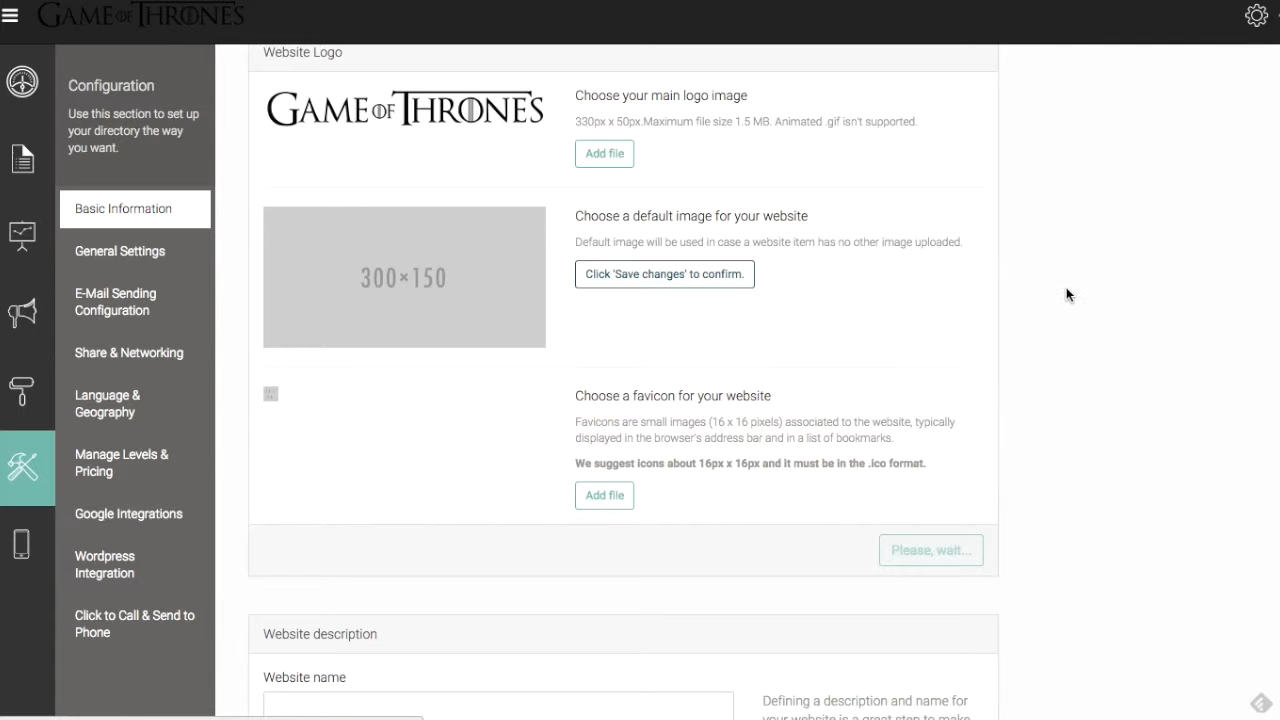 GAME OF THRONES
Configuration
Use this section to set up
your directory the way
you want.
Basic Information
General Settings
E-Mail Sending
Configuration
Share & Networking
Language &
Geography
Manage Levels &
Pricing
Google Integrations
Wordpress
Integration
Click to Call & Send to
Phone
Website Logo
GAME OF THRONES
Choose your main logo image
330px x 50px.Maximum file size 1.5 MB. Animated .gif isn't supported.
Add file
300×150
Choose a default image for your website
Default image will be used in case a website item has no other image uploaded.
Click 'Save changes' to confirm.
Choose a favicon for your website
Favicons are small images (16 x 16 pixels) associated to the website, typically
displayed in the browser's address bar and in a list of bookmarks.
We suggest icons about 16px x 16px and it must be in the .ico format.
Add file
Please, wait...
Website description
Website name
Defining a description and name for
your website is a great step to make